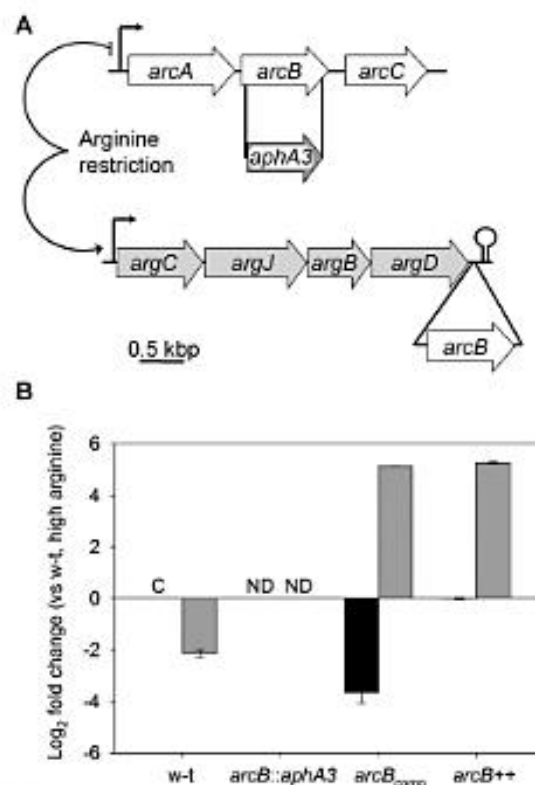 A
arcA arcB arcC
aphA3
Arginine
restriction
argC argJ argB argD
arcB
0.5 kbp
B
Log2 fold change (vs w-t, high arginine)
6
4
2
0
-2
-4
-6
C ND ND
w-t arcB::aphA3 arcBcomp arcB++